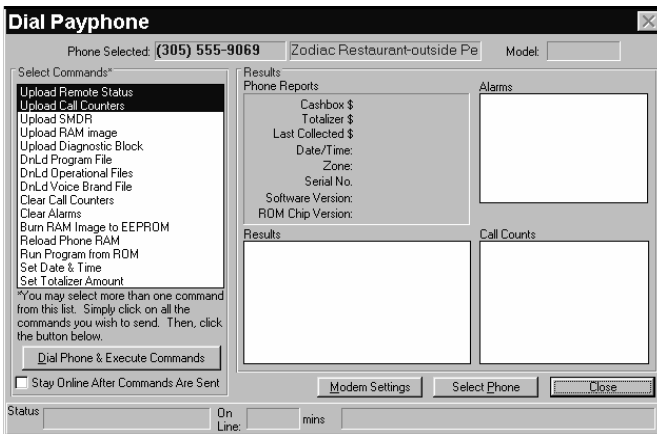 Dial Payphone
Phone Selected: (305) 555-9069 Zodiac Restaurant-outside Pe Model:
Select Commands*
Upload Remote Status
Upload Call Counters
Upload SMDR
Upload RAM image
Upload Diagnostic Block
DnLd Program File
DnLd Operational Files
DnLd Voice Brand File
Clear Call Counters
Clear Alarms
Burn RAM Image to EEPROM
Reload Phone RAM
Run Program from ROM
Set Date & Time
Set Totalizer Amount
*You may select more than one command
from this list. Simply click on all the
commands you wish to send. Then, click
the button below.
Dial Phone & Execute Commands
Stay Online After Commands Are Sent
Results
Phone Reports
Cashbox $
Totalizer $
Last Collected $
Date/Time:
Zone:
Serial No.
Software Version:
ROM Chip Version:
Alarms
Results
Call Counts
Modem Settings
Select Phone
Close
Status
On
Line:
mins